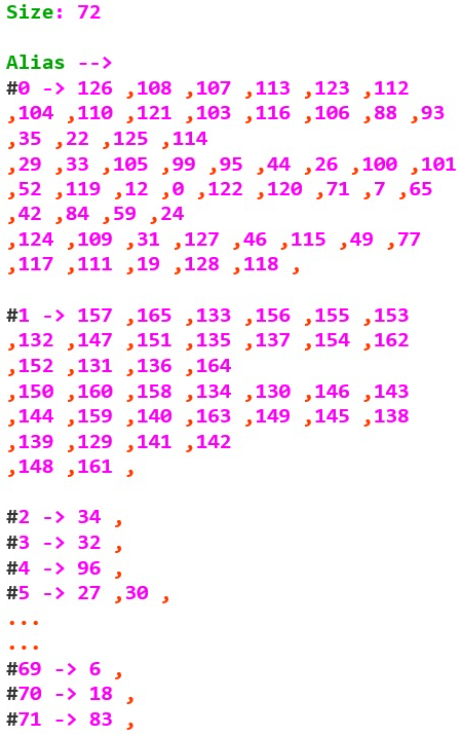 Size: 72
Alias -->
#0 -> 126 ,108 ,107 ,113 ,123 ,112
,104 ,110 ,121 ,103 ,116 ,106 ,88 ,93
,35 ,22 ,125 ,114
,29 ,33 ,105 ,99 ,95 ,44 ,26 ,100 ,101
,52 ,119 ,12 ,0 ,122 ,120 ,71 ,7 ,65
,42 ,84 ,59 ,24
,124 ,109 ,31 ,127 ,46 ,115 ,49 ,77
,117 ,111 ,19 ,128 ,118 ,
#1 -> 157 ,165 ,133 ,156 ,155 ,153
,132 ,147 ,151 ,135 ,137 ,154 ,162
,152 ,131 ,136 ,164
,150 ,160 ,158 ,134 ,130 ,146 ,143
,144 ,159 ,140 ,163 ,149 ,145 ,138
,139 ,129 ,141 ,142
,148 ,161 ,
#2 -> 34 ,
#3 -> 32 ,
#4 -> 96 ,
#5 -> 27 ,30 ,
...
...
#69 -> 6 ,
#70 -> 18 ,
#71 -> 83 ,